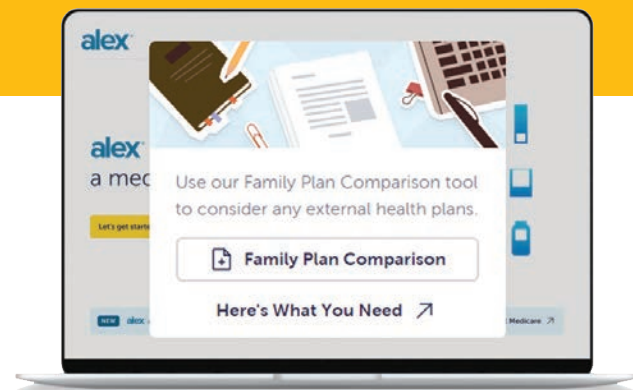 alex
alex
a med
Let's get starte
Use our Family Plan Comparison tool
to consider any external health plans.
Family Plan Comparison
Here's What You Need
NEW alex
Medicare